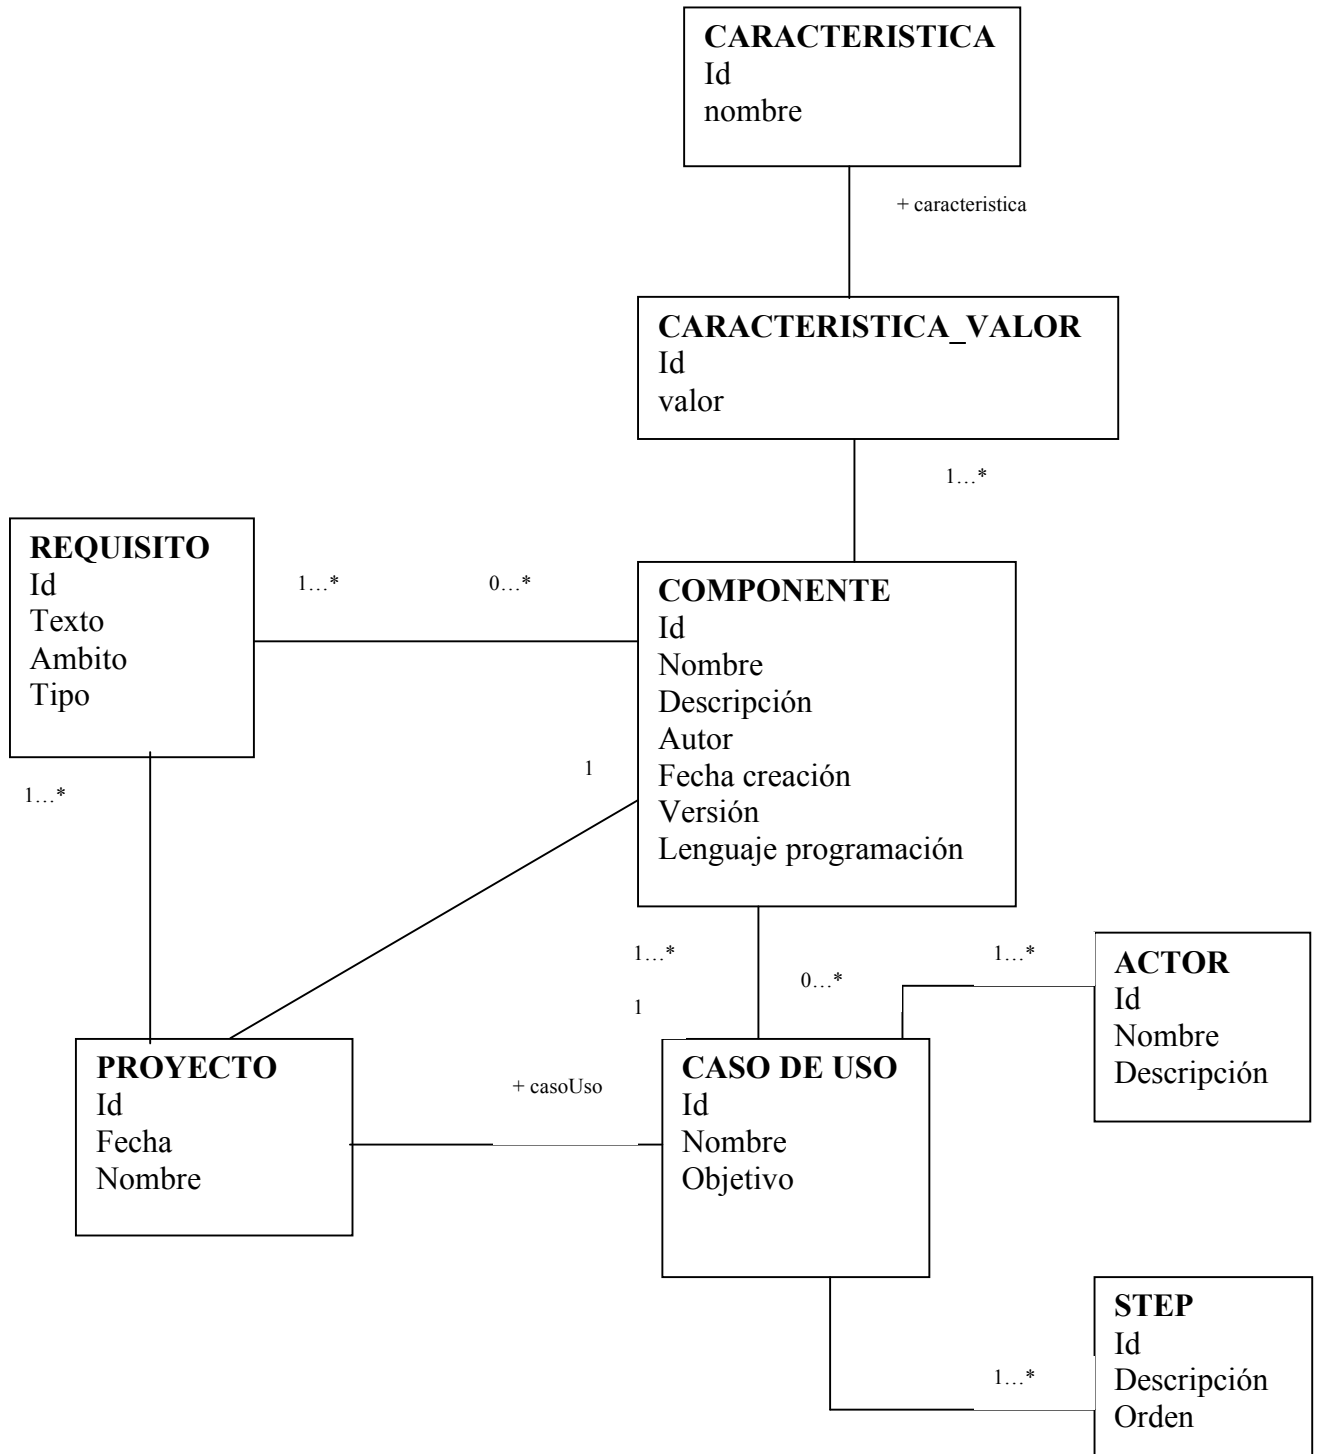 CARACTERISTICA
Id
nombre
+ caracteristica
CARACTERISTICA_VALOR
Id
valor
1…*
REQUISITO
Id
Texto
Ambito
Tipo
1…*
0…*
COMPONENTE
Id
Nombre
Descripción
Autor
Fecha creación
Versión
Lenguaje programación
1…*
1
1…*
0…*
1…*
1
ACTOR
Id
Nombre
Descripción
PROYECTO
Id
Fecha
Nombre
+ casoUso
CASO DE USO
Id
Nombre
Objetivo
1…*
STEP
Id
Descripción
Orden